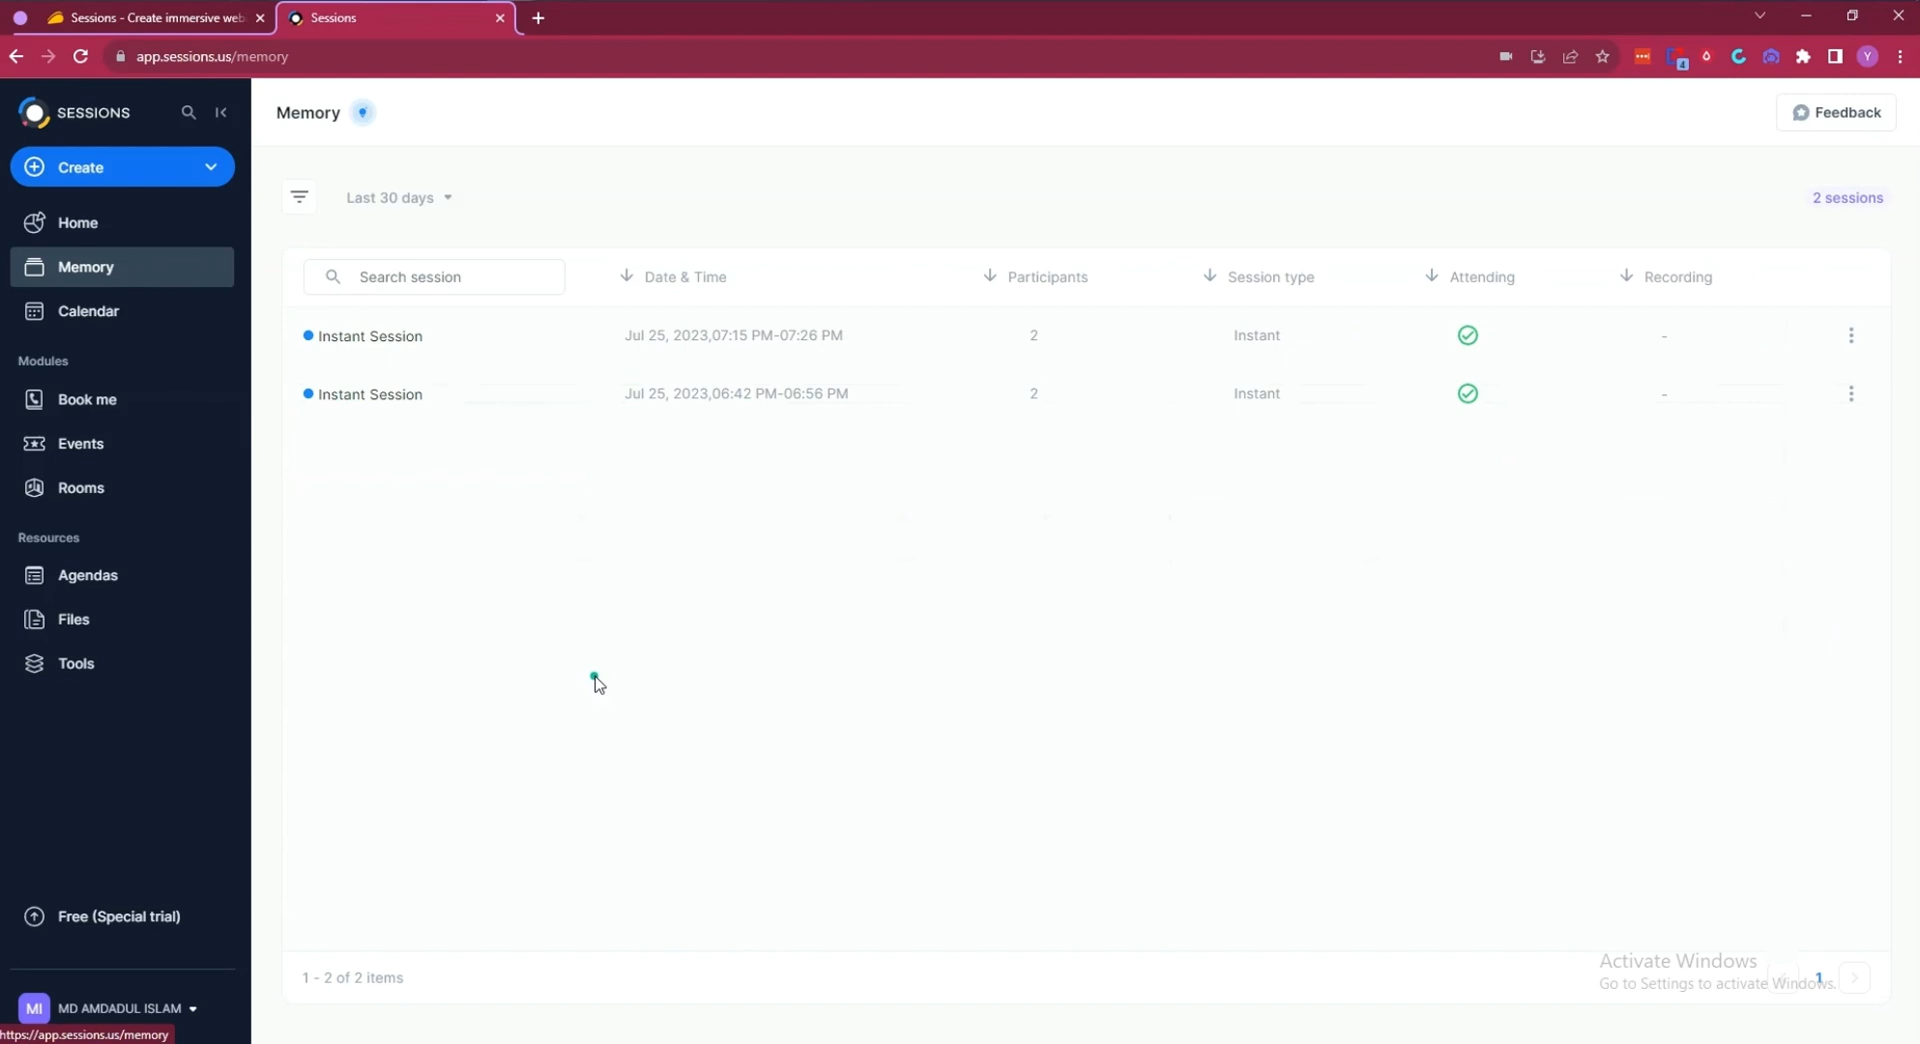 Sessions - Create immersive web
Sessions
app.sessions.us/memory
4
Y
SESSIONS
Memory
Feedback
Create
Last 30 days
2 sessions
Home
Memory
Search session
Date & Time
Participants
Session type
Attending
Recording
Calendar
Instant Session
Jul 25, 2023,07:15 PM-07:26 PM
2
Instant
-
Modules
Instant Session
Jul 25, 2023,06:42 PM-06:56 PM
2
Instant
-
Book me
Events
Rooms
Resources
Agendas
Files
Tools
Free (Special trial)
1 - 2 of 2 items
1
Activate Windows
Go to Settings to activate Windows.
MI
MD AMDADUL ISLAM
https://app.sessions.us/memory